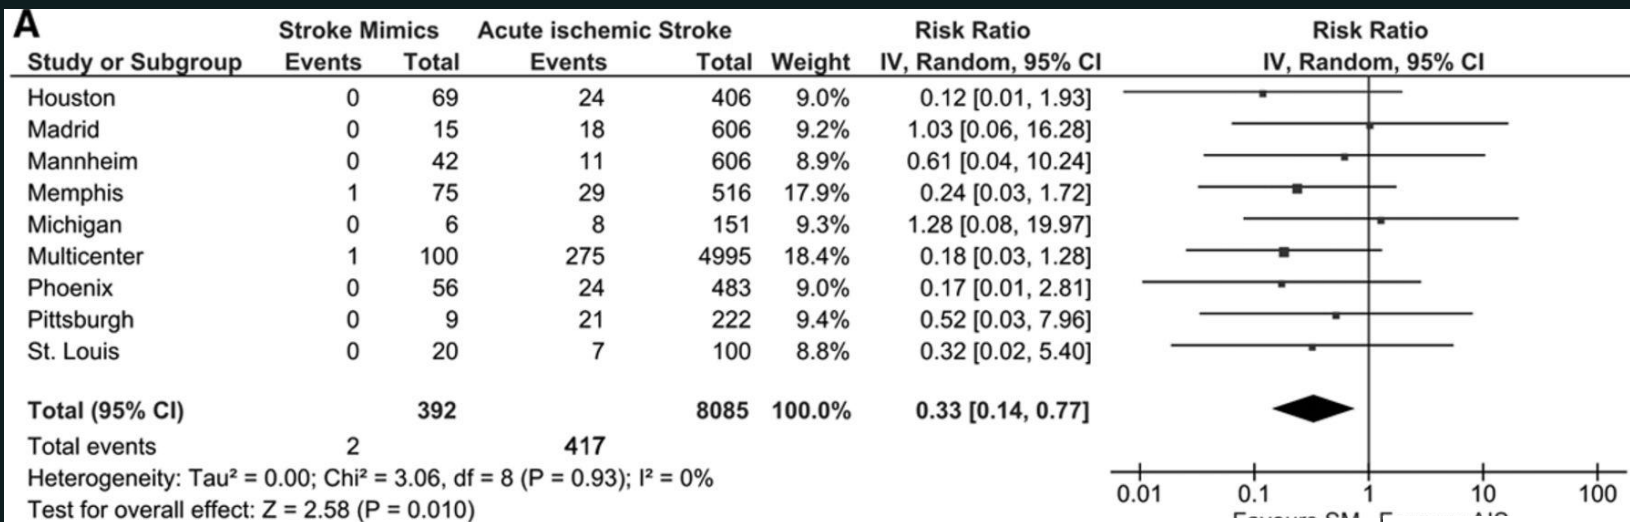 A
Stroke Mimics Acute ischemic Stroke Risk Ratio Risk Ratio
Study or Subgroup Events Total Events Total Weight IV, Random, 95% CI IV, Random, 95% CI
Houston 0 69 24 406 9.0% 0.12 [0.01, 1.93]
Madrid 0 15 18 606 9.2% 1.03 [0.06, 16.28]
Mannheim 0 42 11 606 8.9% 0.61 [0.04, 10.24]
Memphis 1 75 29 516 17.9% 0.24 [0.03, 1.72]
Michigan 0 6 8 151 9.3% 1.28 [0.08, 19.97]
Multicenter 1 100 275 4995 18.4% 0.18 [0.03, 1.28]
Phoenix 0 56 24 483 9.0% 0.17 [0.01, 2.81]
Pittsburgh 0 9 21 222 9.4% 0.52 [0.03, 7.96]
St. Louis 0 20 7 100 8.8% 0.32 [0.02, 5.40]
Total (95% CI) 392 8085 100.0% 0.33 [0.14, 0.77]
Total events 2 417
Heterogeneity: Tau² = 0.00; Chi² = 3.06, df = 8 (P = 0.93); I² = 0%
Test for overall effect: Z = 2.58 (P = 0.010)
0.01 0.1 1 10 100